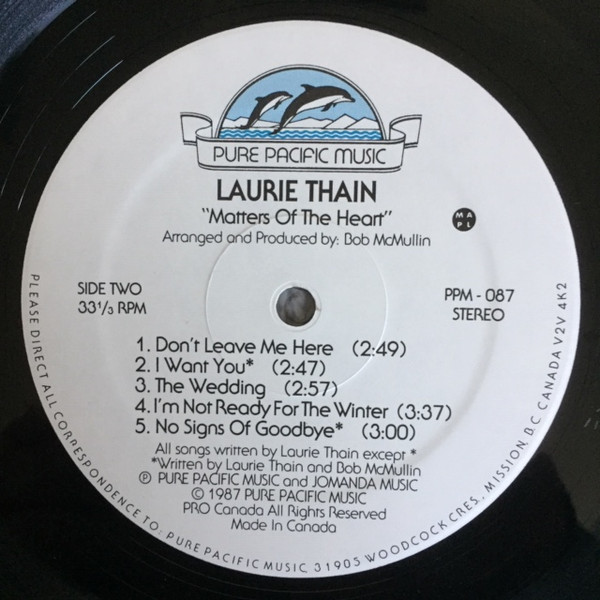 PURE PACIFIC MUSIC
LAURIE THAIN
"Matters Of The Heart"
Arranged and Produced by: Bob McMullin
M A
P L
SIDE TWO
33 1/3 RPM
PPM - 087
STEREO
1. Don't Leave Me Here (2:49)
2. I Want You* (2:47)
3. The Wedding (2:57)
4. I'm Not Ready For The Winter (3:37)
5. No Signs Of Goodbye* (3:00)
All songs written by Laurie Thain except *
*Written by Laurie Thain and Bob McMullin
Ⓟ PURE PACIFIC MUSIC and JOMANDA MUSIC
© 1987 PURE PACIFIC MUSIC
PRO Canada All Rights Reserved
Made In Canada
PLEASE DIRECT ALL CORRESPONDENCE TO: PURE PACIFIC MUSIC 31905 WOODCOCK CRES., MISSION, B.C. CANADA V2V 4K2